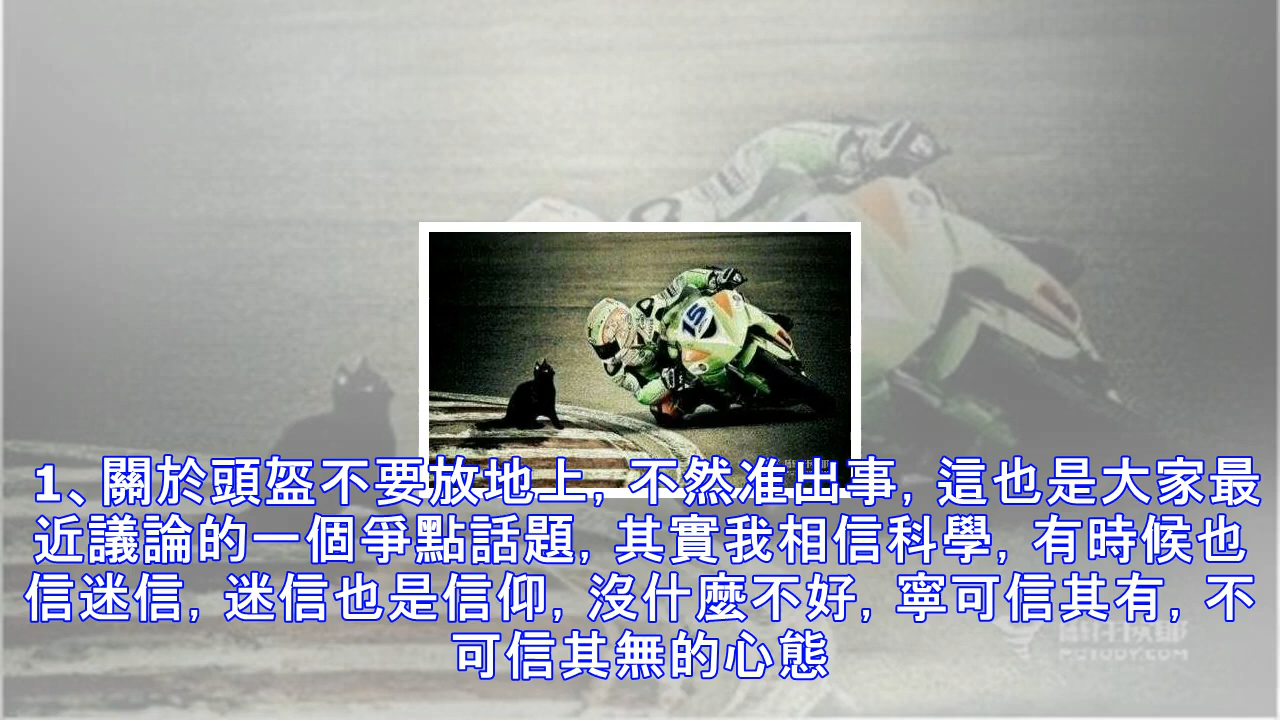 1、關於頭盔不要放地上, 不然准出事, 這也是大家最
近議論的一個爭點話題, 其實我相信科學, 有時候也
信迷信, 迷信也是信仰, 沒什麼不好, 寧可信其有, 不
可信其無的心態
15
MOTODY.COM